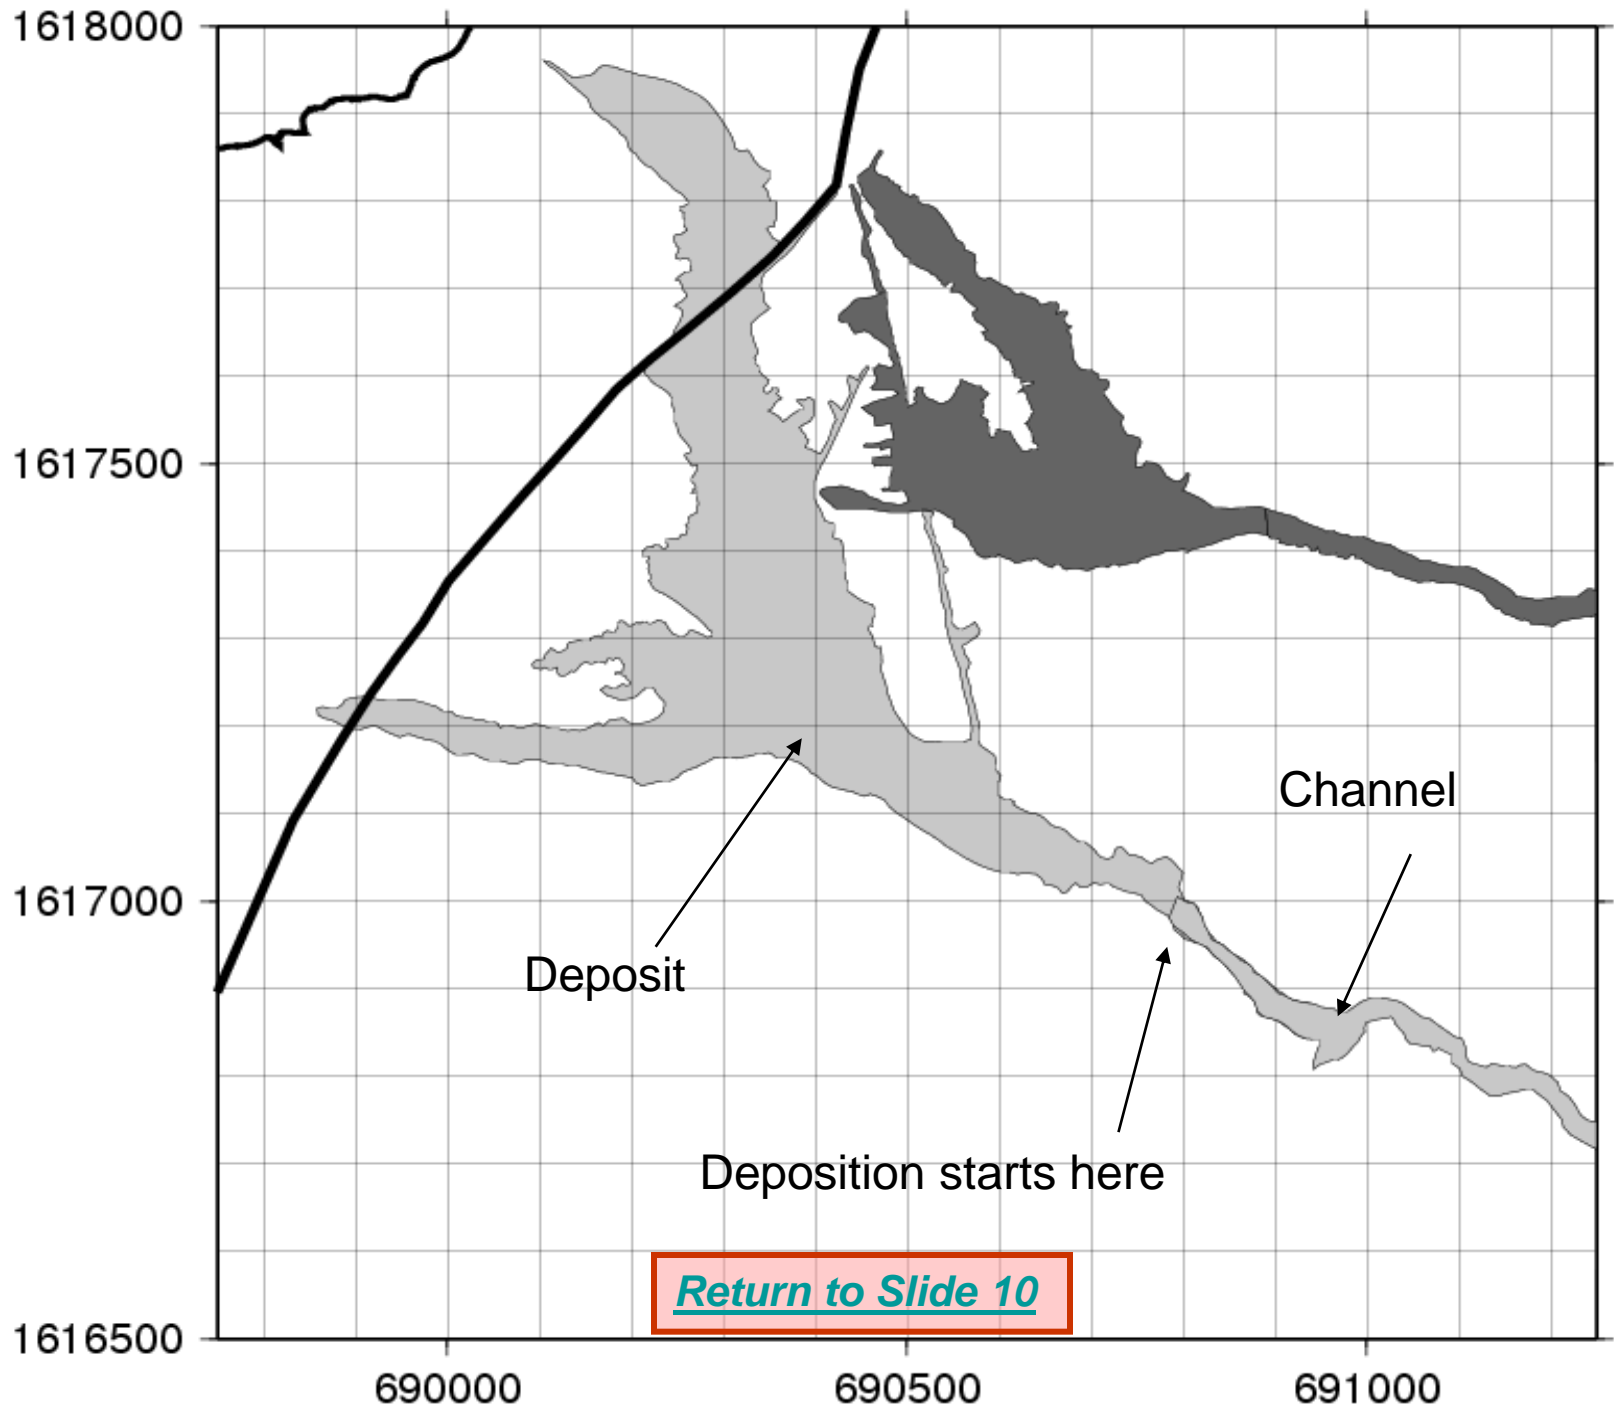 1618000
1617500
1617000
1616500
Channel
Deposit
Deposition starts here
Return to Slide 10
690000 690500 691000